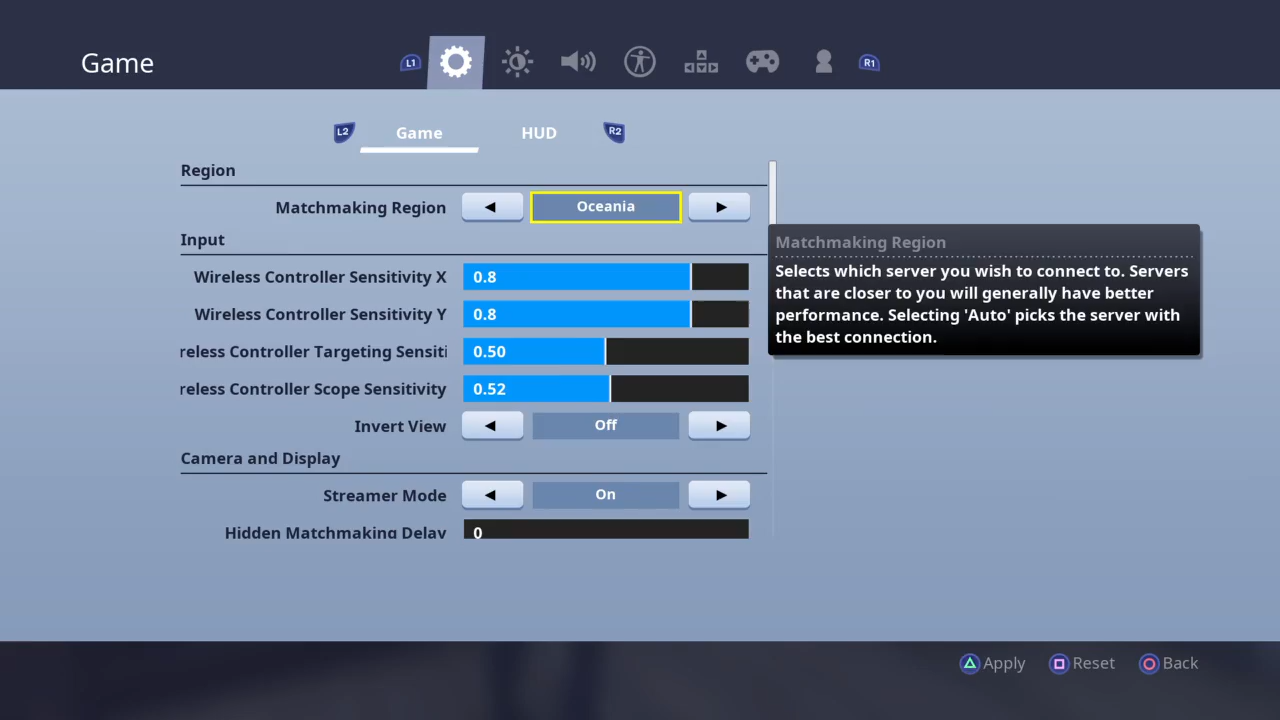 Game
L1
R1
L2
Game
HUD
R2
Region
Matchmaking Region
Oceania
Input
Wireless Controller Sensitivity X
0.8
Wireless Controller Sensitivity Y
0.8
reless Controller Targeting Sensiti
0.50
reless Controller Scope Sensitivity
0.52
Invert View
Off
Camera and Display
Streamer Mode
On
Hidden Matchmaking Delay
0
Matchmaking Region
Selects which server you wish to connect to. Servers
that are closer to you will generally have better
performance. Selecting 'Auto' picks the server with
the best connection.
Apply
Reset
Back